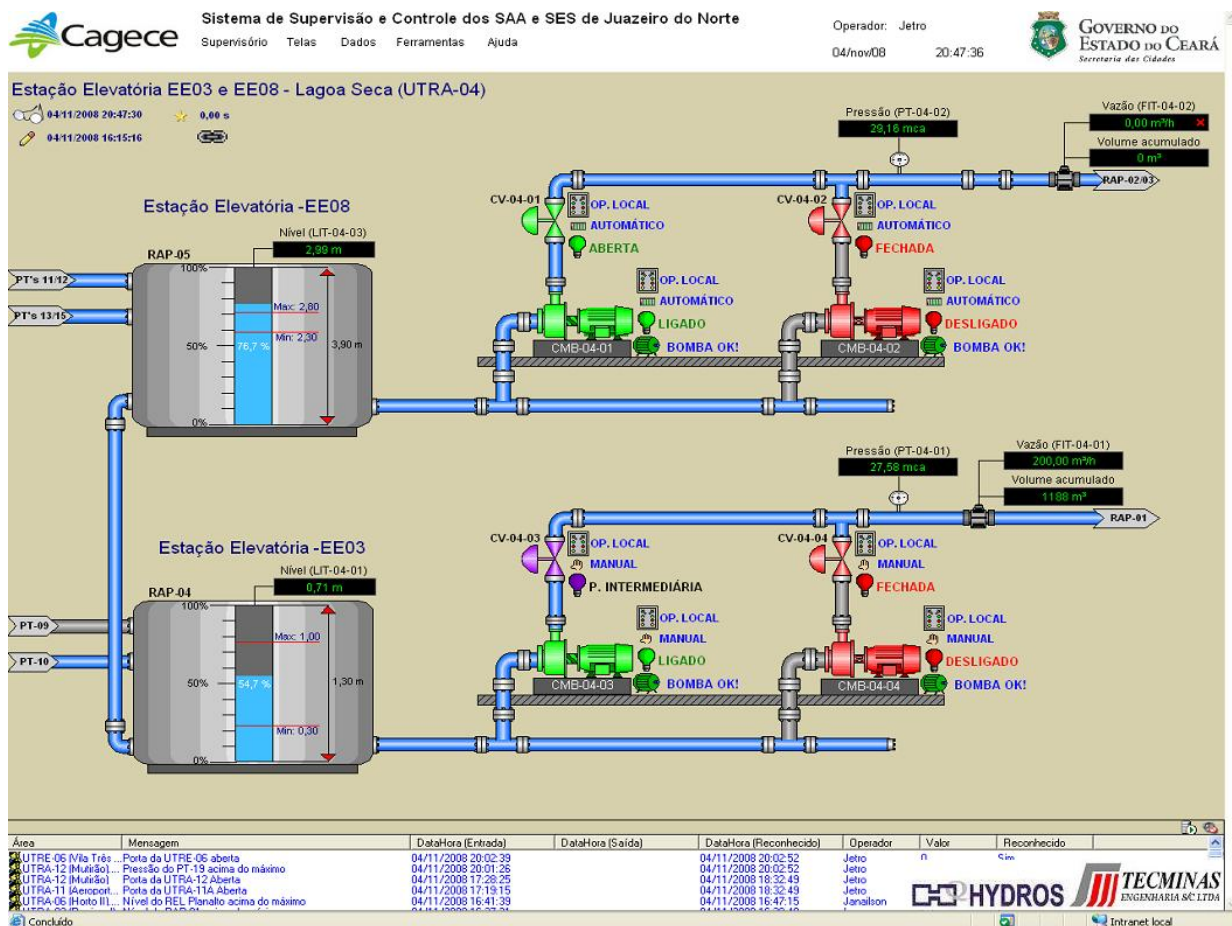 Cagece
Sistema de Supervisão e Controle dos SAA e SES de Juazeiro do Norte
Supervisório Telas Dados Ferramentas Ajuda
Operador: Jetro
04/nov/08 20:47:36
GOVERNO DO
ESTADO DO CEARÁ
Secretaria das Cidades
Estação Elevatória EE03 e EE08 - Lagoa Seca (UTRA-04)
04/11/2008 20:47:30 0,00 s
04/11/2008 16:15:16
Pressão (PT-04-02)
29,16 mca
Vazão (FIT-04-02)
0,00 m³/h
Volume acumulado
0 m³
RAP-02/03
Estação Elevatória -EE08
Nível (LIT-04-03)
2,99 m
RAP-05
100%
50%
0%
76,7 %
Max: 2,80
Min: 2,30
3,90 m
PT's 11/12
PT's 13/15
CV-04-01
OP. LOCAL
AUTOMÁTICO
ABERTA
CV-04-02
OP. LOCAL
AUTOMÁTICO
FECHADA
OP. LOCAL
AUTOMÁTICO
LIGADO
BOMBA OK!
CMB-04-01
OP. LOCAL
AUTOMÁTICO
DESLIGADO
BOMBA OK!
CMB-04-02
Pressão (PT-04-01)
27,58 mca
Vazão (FIT-04-01)
200,00 m³/h
Volume acumulado
1188 m³
RAP-01
Estação Elevatória -EE03
Nível (LIT-04-01)
0,71 m
RAP-04
100%
50%
0%
54,7 %
Max: 1,00
Min: 0,30
1,30 m
PT-09
PT-10
CV-04-03
OP. LOCAL
MANUAL
P. INTERMEDIÁRIA
CV-04-04
OP. LOCAL
MANUAL
FECHADA
OP. LOCAL
MANUAL
LIGADO
BOMBA OK!
CMB-04-03
OP. LOCAL
MANUAL
DESLIGADO
BOMBA OK!
CMB-04-04
Área Mensagem DataHora (Entrada) DataHora (Saída) DataHora (Reconhecido) Operador Valor Reconhecido
UTRE-06 (Vila Três ... Porta da UTRE-06 aberta 04/11/2008 20:02:39 04/11/2008 20:02:52 Jetro 0 Sim
UTRA-12 (Mutirão)... Pressão do PT-19 acima do máximo 04/11/2008 20:01:26 04/11/2008 20:02:52 Jetro
UTRA-12 (Mutirão) Porta da UTRA-12 Aberta 04/11/2008 17:28:25 04/11/2008 18:32:49 Jetro
UTRA-11 (Aeroport... Porta da UTRA-11A Aberta 04/11/2008 17:19:15 04/11/2008 18:32:49 Jetro
UTRA-06 (Horto II)... Nível do REL Planalto acima do máximo 04/11/2008 16:41:39 04/11/2008 16:47:15 Janailson
HYDROS
TECMINAS
ENGENHARIA S/C LTDA
Concluído
Intranet local